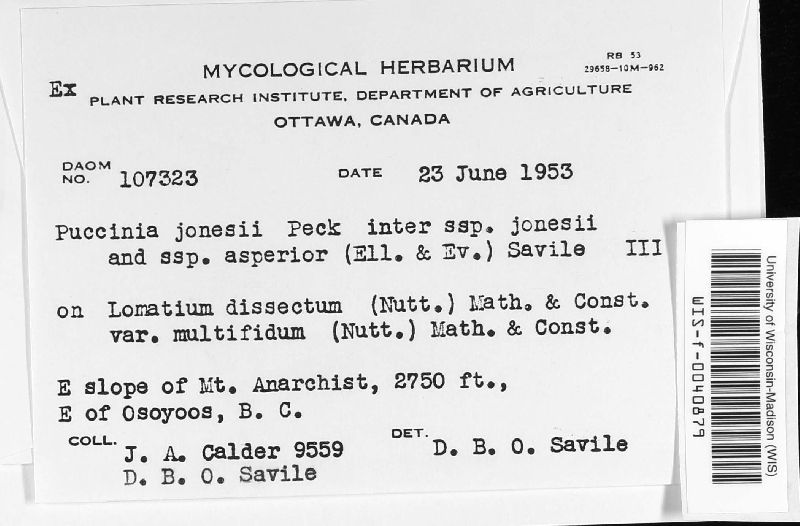 RB 53
29658-10M-962
MYCOLOGICAL HERBARIUM
Ex PLANT RESEARCH INSTITUTE, DEPARTMENT OF AGRICULTURE
OTTAWA, CANADA
DAOM NO. 107323 DATE 23 June 1953
Puccinia jonesii Peck inter ssp. jonesii
and ssp. asperior (Ell. & Ev.) Savile III
on Lomatium dissectum (Nutt.) Math. & Const.
var. multifidum (Nutt.) Math. & Const.
E slope of Mt. Anarchist, 2750 ft.,
E of Osoyoos, B. C.
COLL. J. A. Calder 9559 DET. D. B. O. Savile
D. B. O. Savile
University of Wisconsin-Madison (WIS)
WIS-f-0040879